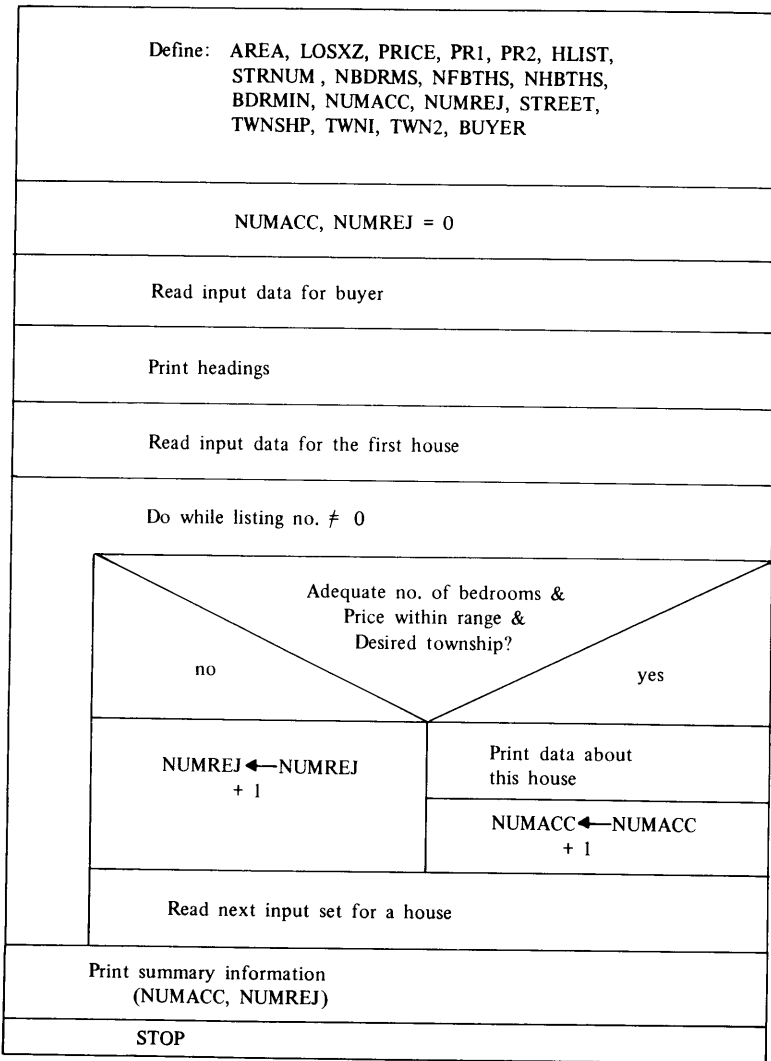 Define: AREA, LOSXZ, PRICE, PR1, PR2, HLIST,
STRNUM , NBDRMS, NFBTHS, NHBTHS,
BDRMIN, NUMACC, NUMREJ, STREET,
TWNSHP, TWNI, TWN2, BUYER
NUMACC, NUMREJ = 0
Read input data for buyer
Print headings
Read input data for the first house
Do while listing no. ≠ 0
Adequate no. of bedrooms &
Price within range &
Desired township?
no
yes
NUMREJ ← NUMREJ
+ 1
Print data about
this house
NUMACC ← NUMACC
+ 1
Read next input set for a house
Print summary information
(NUMACC, NUMREJ)
STOP